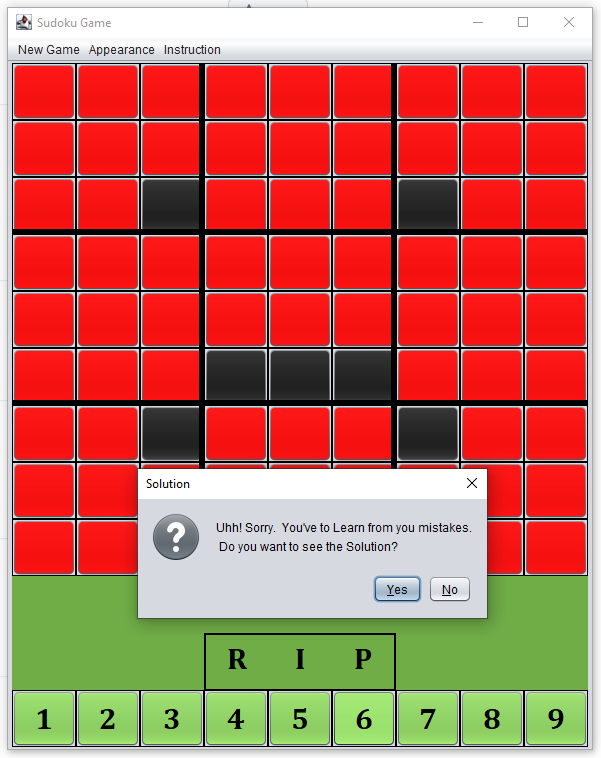 Sudoku Game
New Game Appearance Instruction
Solution
?
Uhh! Sorry. You've to Learn from you mistakes.
Do you want to see the Solution?
Yes No
R I P
1 2 3 4 5 6 7 8 9